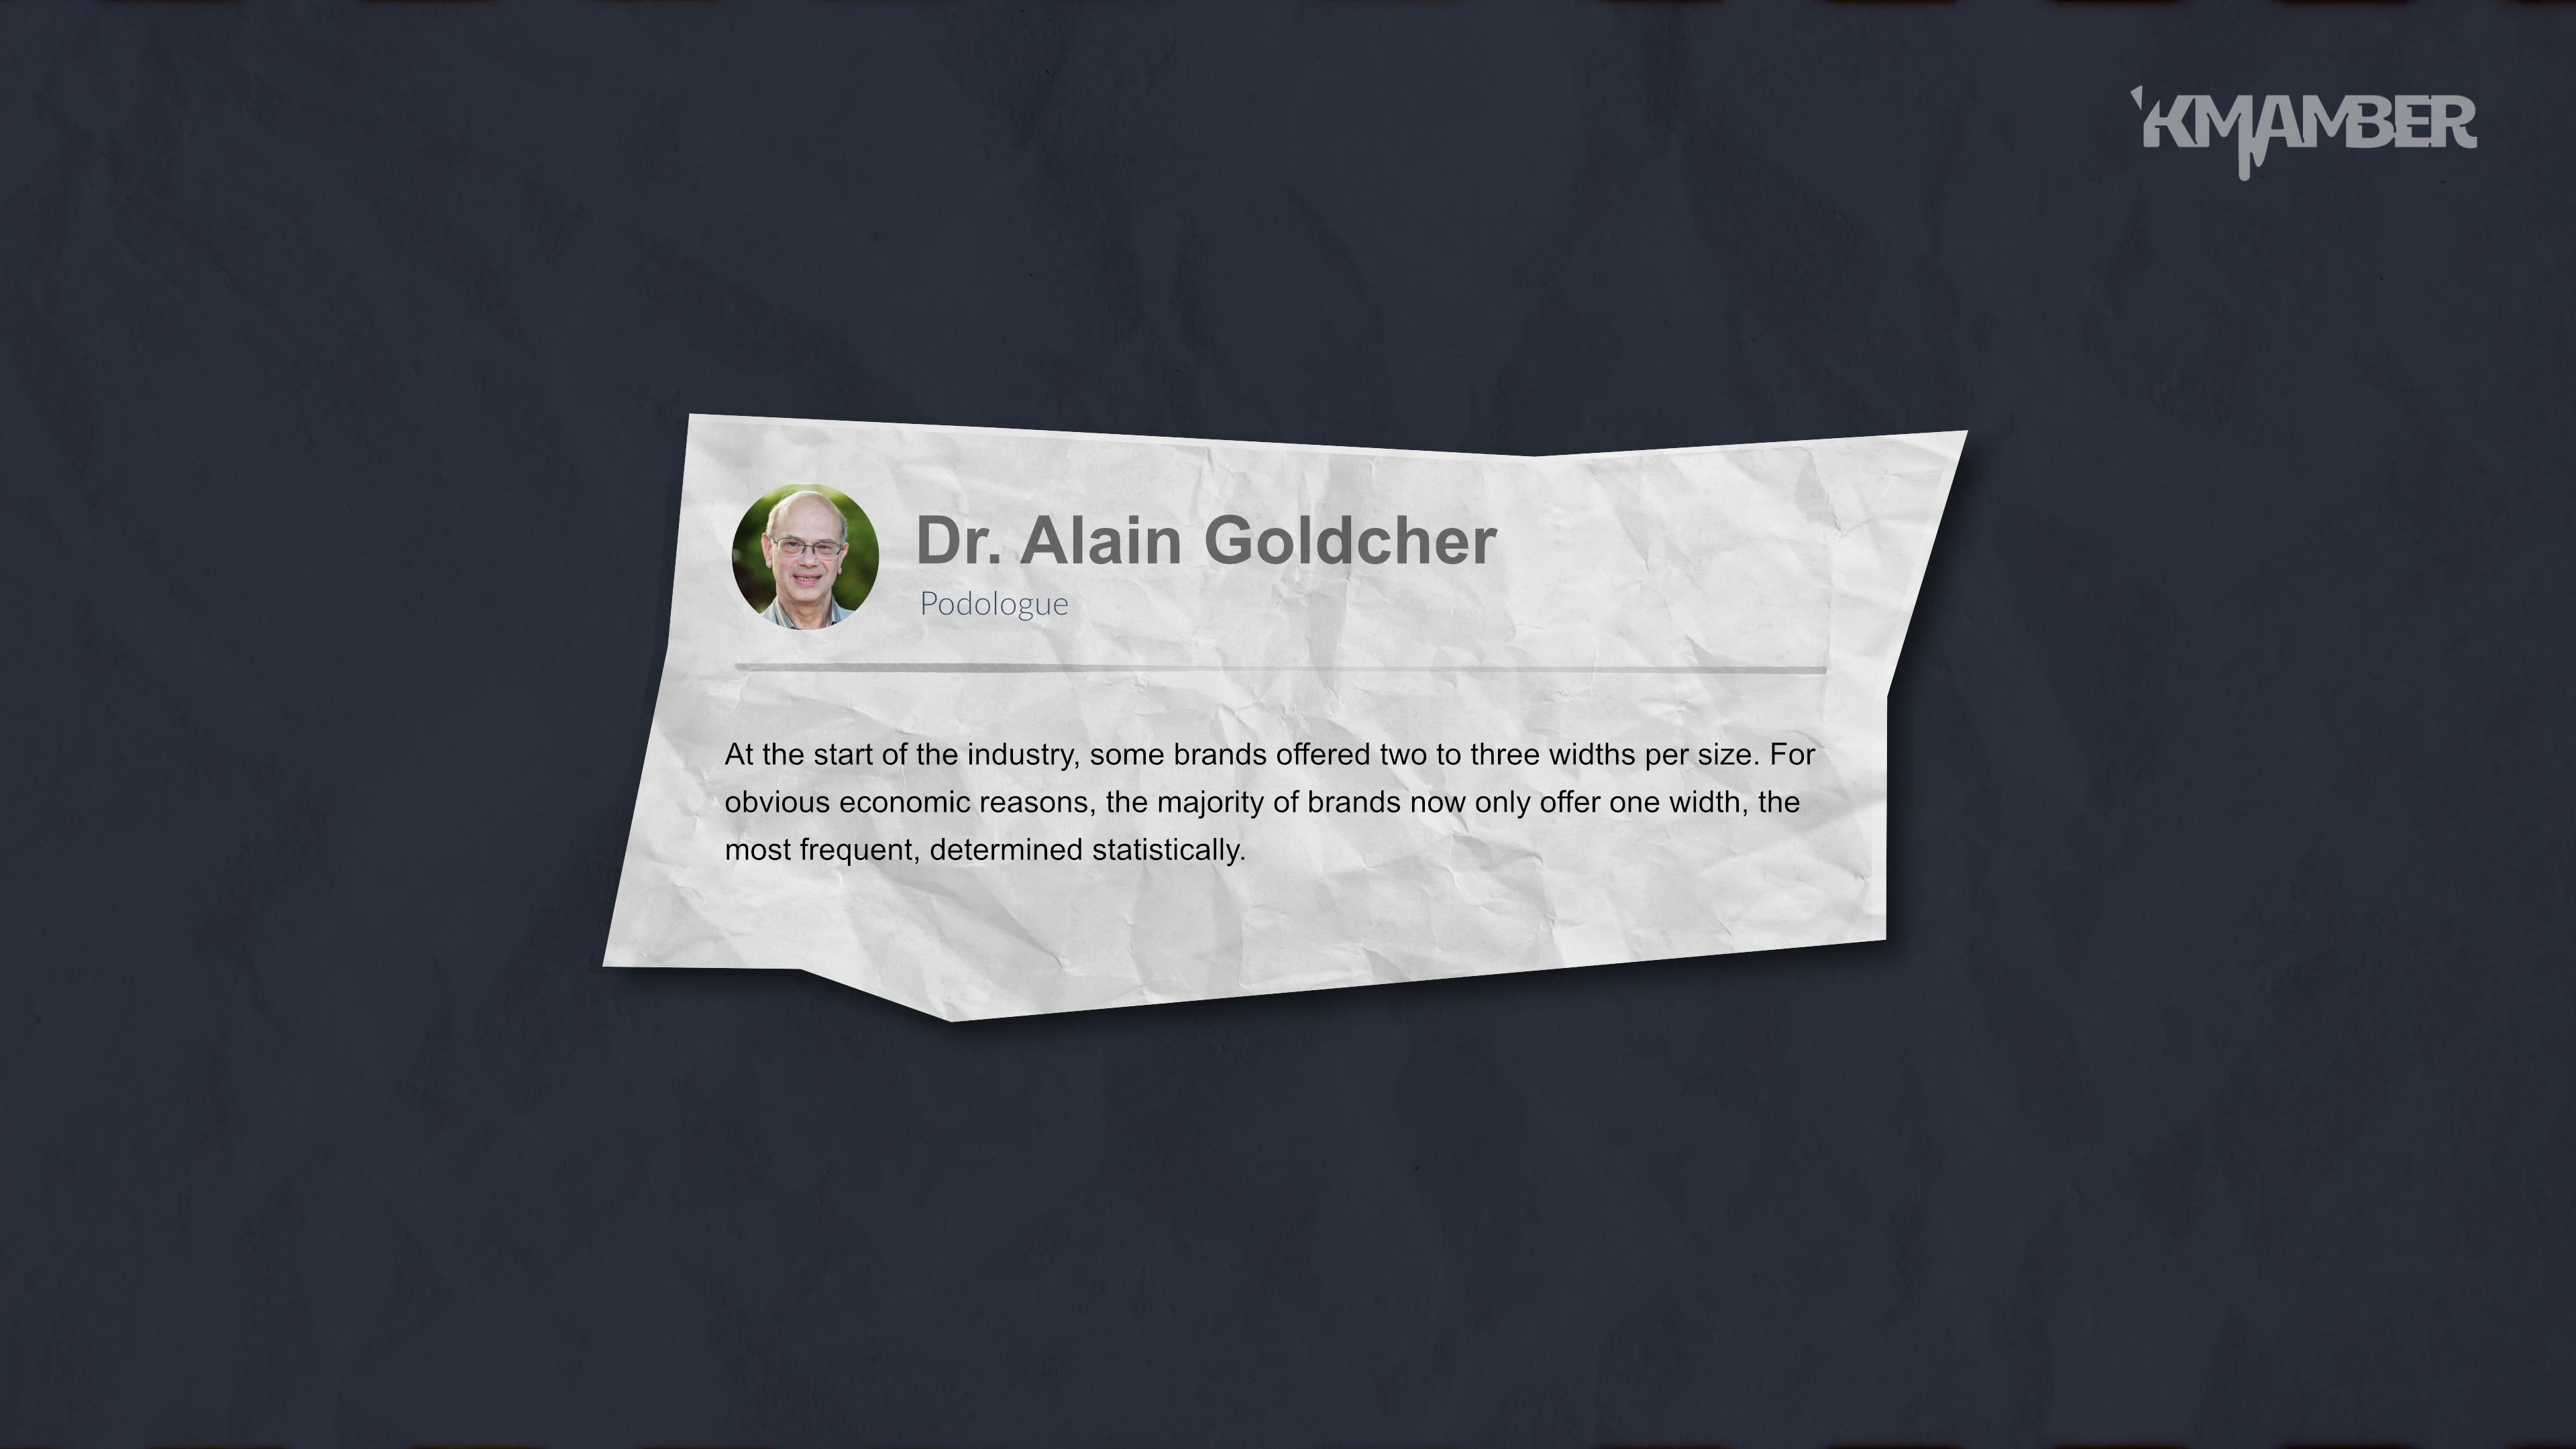 KMAMBER
Dr. Alain Goldcher
Podologue
At the start of the industry, some brands offered two to three widths per size. For
obvious economic reasons, the majority of brands now only offer one width, the
most frequent, determined statistically.